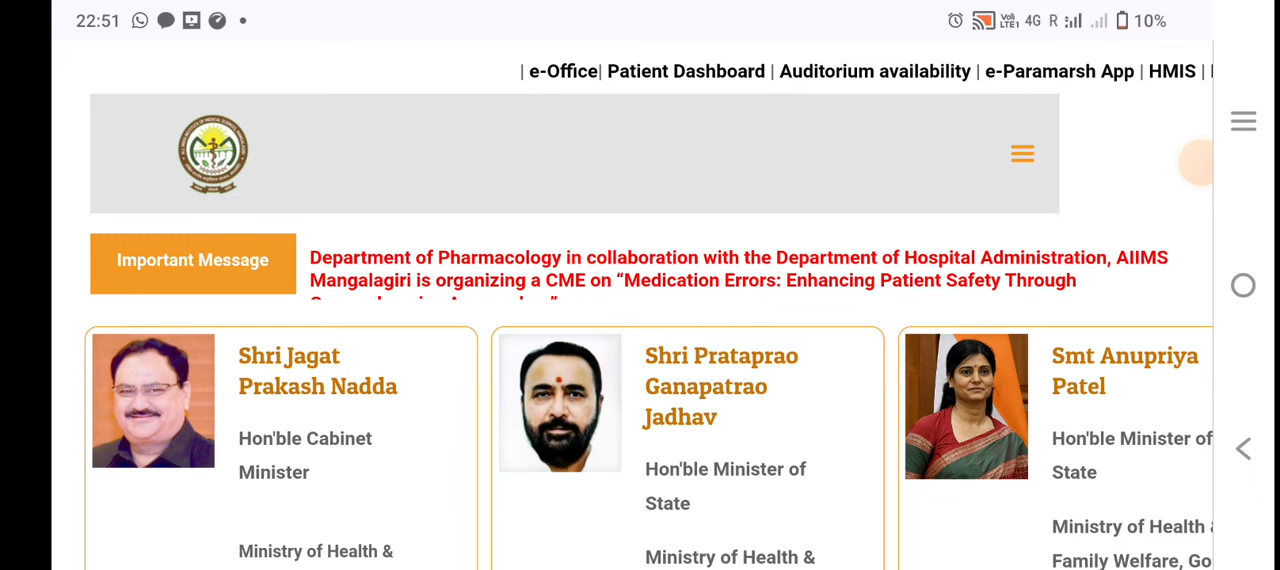 22:51
VoLTE1 4G R 10%
| e-Office| Patient Dashboard | Auditorium availability | e-Paramarsh App | HMIS |
Important Message
Department of Pharmacology in collaboration with the Department of Hospital Administration, AIIMS
Mangalagiri is organizing a CME on “Medication Errors: Enhancing Patient Safety Through
Shri Jagat
Prakash Nadda
Hon'ble Cabinet
Minister
Ministry of Health &
Shri Prataprao
Ganapatrao
Jadhav
Hon'ble Minister of
State
Ministry of Health &
Smt Anupriya
Patel
Hon'ble Minister of
State
Ministry of Health &
Family Welfare, Go